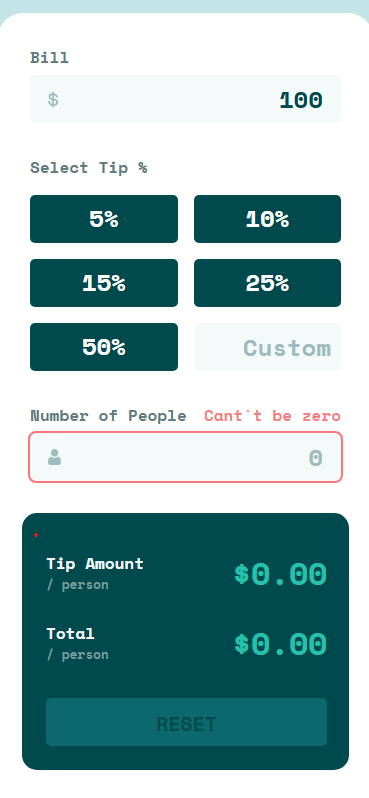 Bill
$ 100
Select Tip %
5% 10%
15% 25%
50% Custom
Number of People Cant`t be zero
0
Tip Amount $0.00
/ person
Total $0.00
/ person
RESET